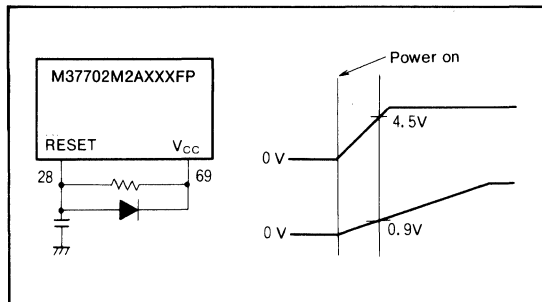 Power on
M37702M2AXXXFP
4.5V
RESET VCC
0 V
28 69
0.9V
0 V